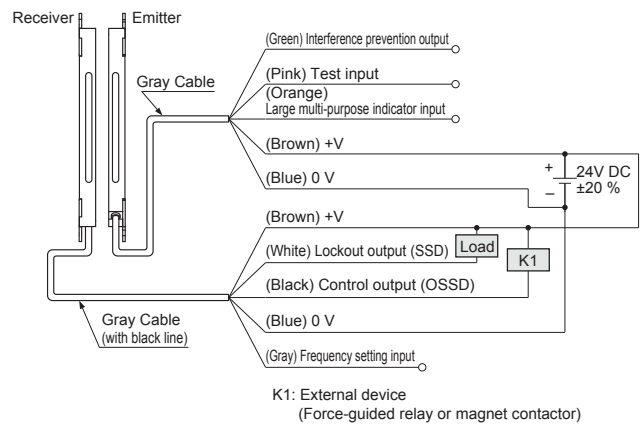 Receiver
Emitter
(Green) Interference prevention output
Gray Cable
(Pink) Test input
(Orange)
Large multi-purpose indicator input
(Brown) +V
+
24V DC
±20 %
(Blue) 0 V
–
(Brown) +V
(White) Lockout output (SSD)
Load
K1
(Black) Control output (OSSD)
Gray Cable
(with black line)
(Blue) 0 V
(Gray) Frequency setting input
K1: External device
(Force-guided relay or magnet contactor)